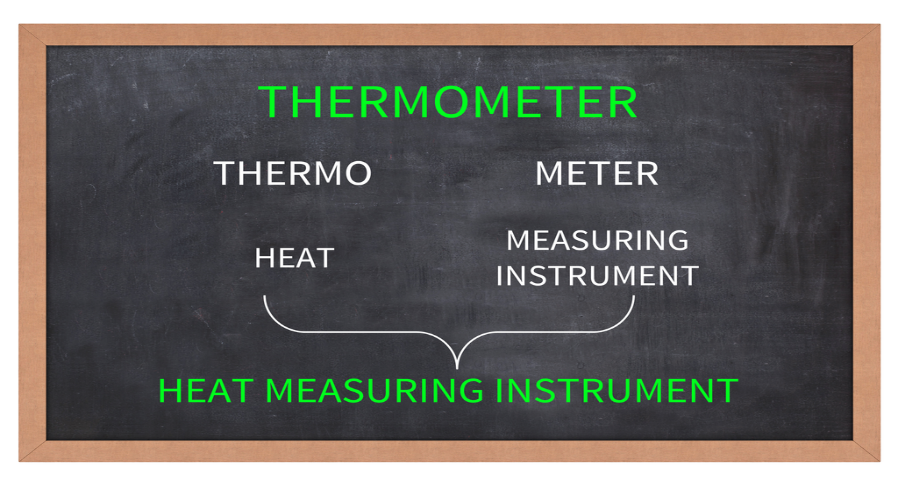 THERMOMETER
THERMO METER
HEAT
MEASURING
INSTRUMENT
HEAT MEASURING INSTRUMENT